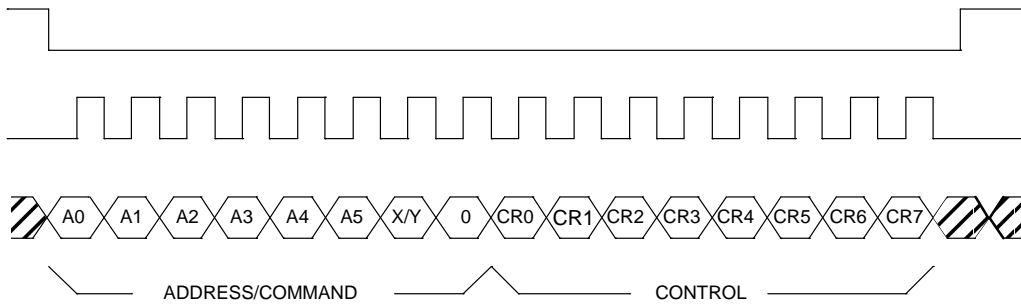 A0 A1 A2 A3 A4 A5 X/Y 0 CR0 CR1 CR2 CR3 CR4 CR5 CR6 CR7
ADDRESS/COMMAND CONTROL